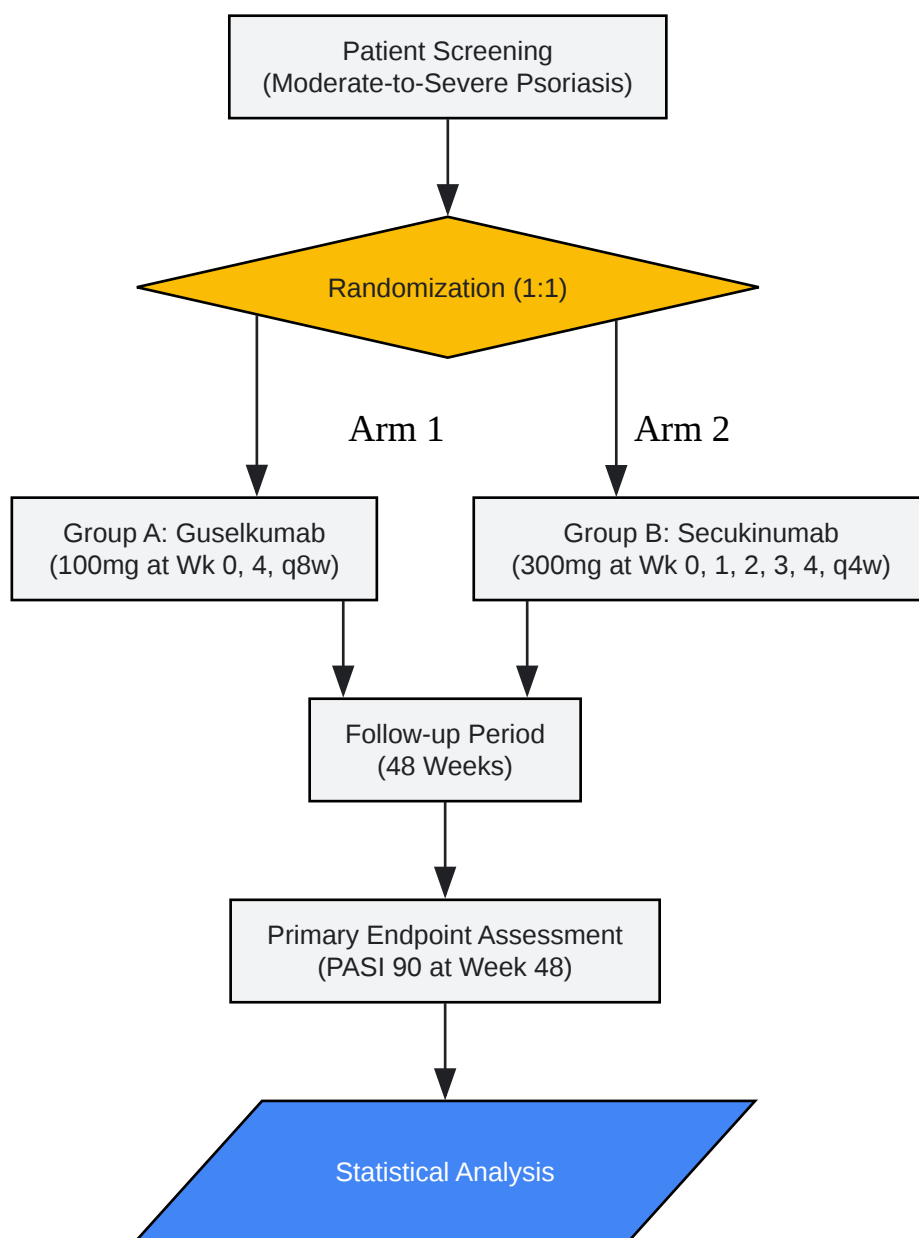 Patient Screening
(Moderate-to-Severe Psoriasis)
Randomization (1:1)
Arm 1
Arm 2
Group A: Guselkumab
(100mg at Wk 0, 4, q8w)
Group B: Secukinumab
(300mg at Wk 0, 1, 2, 3, 4, q4w)
Follow-up Period
(48 Weeks)
Primary Endpoint Assessment
(PASI 90 at Week 48)
Statistical Analysis